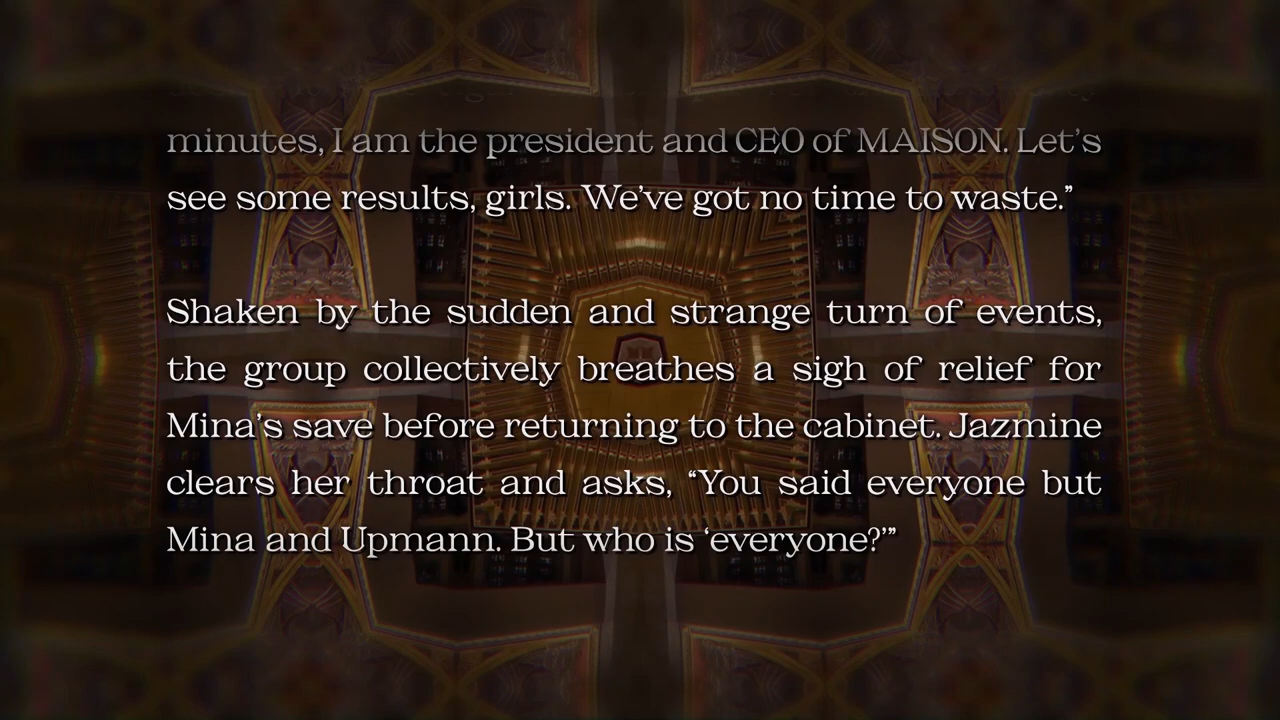 minutes, I am the president and CEO of MAISON. Let’s
see some results, girls. We’ve got no time to waste.”
Shaken by the sudden and strange turn of events,
the group collectively breathes a sigh of relief for
Mina’s save before returning to the cabinet. Jazmine
clears her throat and asks, “You said everyone but
Mina and Upmann. But who is ‘everyone?’”